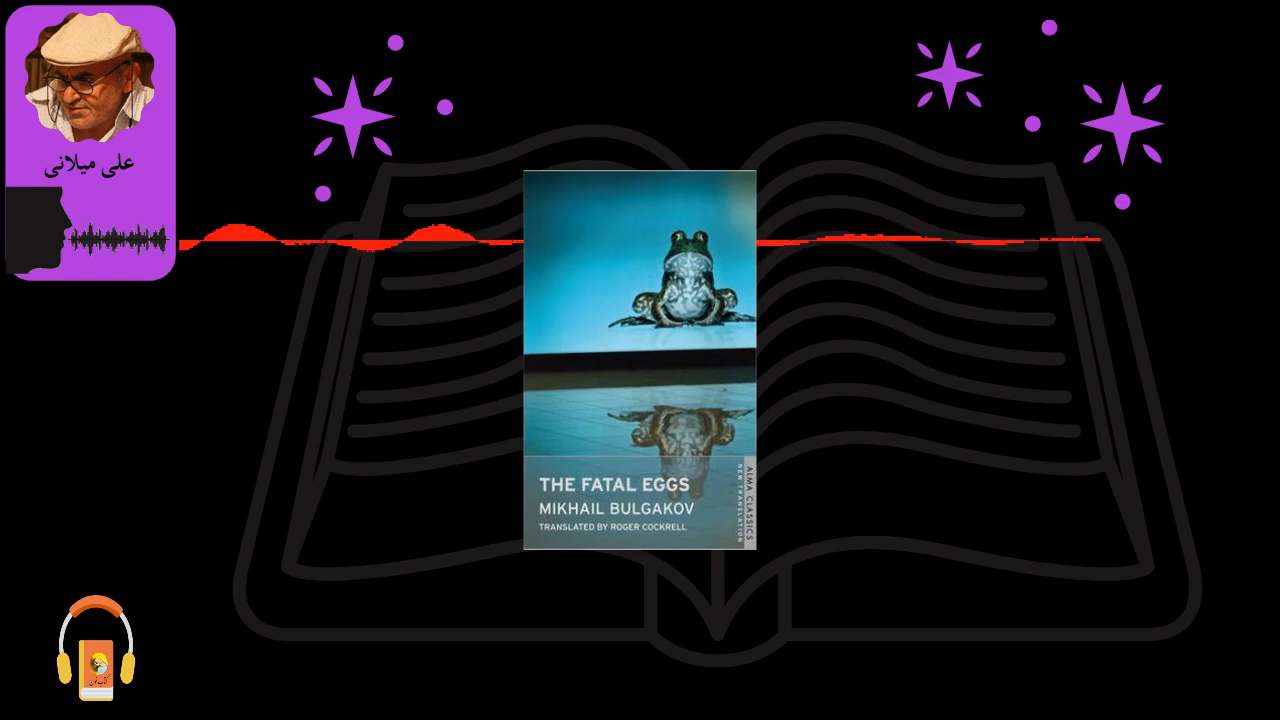 علی میلانی
THE FATAL EGGS
MIKHAIL BULGAKOV
TRANSLATED BY ROGER COCKRELL
ALMA CLASSICS
NEW TRANSLATION